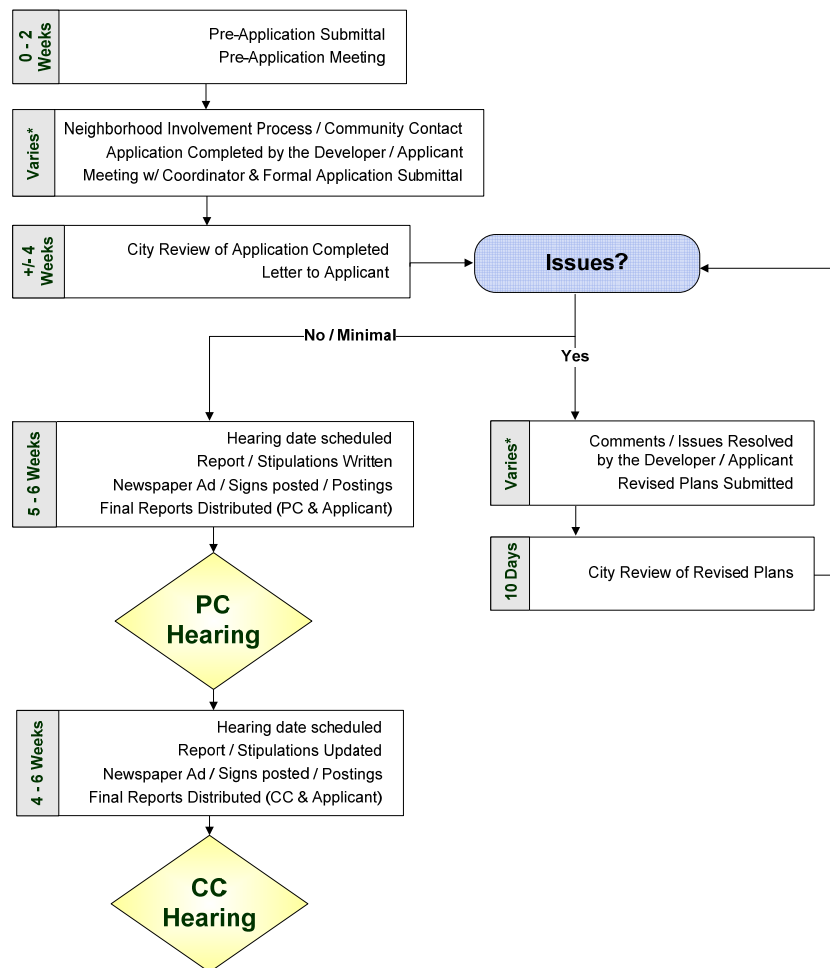 0 - 2
Weeks
Pre-Application Submittal
Pre-Application Meeting
Varies*
Neighborhood Involvement Process / Community Contact
Application Completed by the Developer / Applicant
Meeting w/ Coordinator & Formal Application Submittal
+/- 4
Weeks
City Review of Application Completed
Letter to Applicant
Issues?
No / Minimal
Yes
5 - 6 Weeks
Hearing date scheduled
Report / Stipulations Written
Newspaper Ad / Signs posted / Postings
Final Reports Distributed (PC & Applicant)
Varies*
Comments / Issues Resolved
by the Developer / Applicant
Revised Plans Submitted
10 Days
City Review of Revised Plans
PC
Hearing
4 - 6 Weeks
Hearing date scheduled
Report / Stipulations Updated
Newspaper Ad / Signs posted / Postings
Final Reports Distributed (CC & Applicant)
CC
Hearing